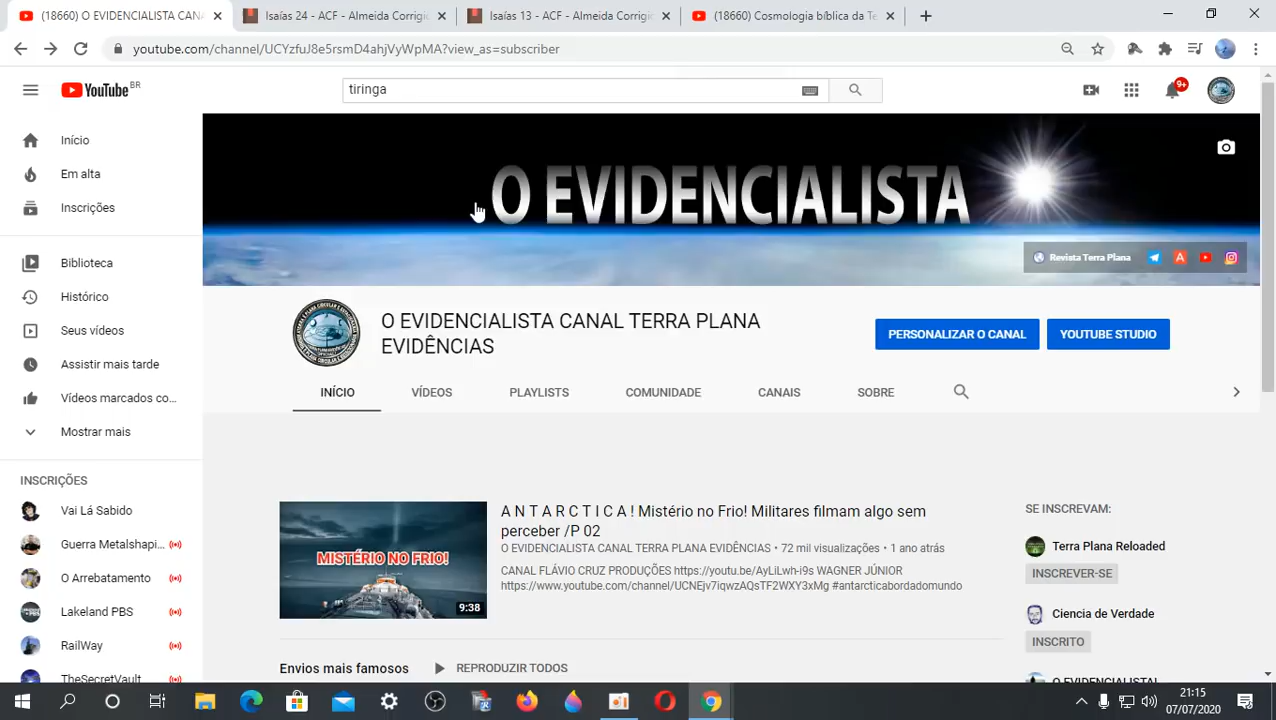 (18660) O EVIDENCIALISTA CANA
Isaías 24 - ACF - Almeida Corrigid
Isaías 13 - ACF - Almeida Corrigid
(18660) Cosmologia bíblica da Te
youtube.com/channel/UCYzfuJ8e5rsmD4ahjVyWpMA?view_as=subscriber
YouTube BR
tiringa
9+
Início
Em alta
Inscrições
Biblioteca
Histórico
Seus vídeos
Assistir mais tarde
Vídeos marcados co...
Mostrar mais
INSCRIÇÕES
Vai Lá Sabido
Guerra Metalshapi...
O Arrebatamento
Lakeland PBS
RailWay
TheSecretVault
O EVIDENCIALISTA
Revista Terra Plana
O EVIDENCIALISTA CANAL TERRA PLANA
EVIDÊNCIAS
PERSONALIZAR O CANAL
YOUTUBE STUDIO
INÍCIO
VÍDEOS
PLAYLISTS
COMUNIDADE
CANAIS
SOBRE
MISTÉRIO NO FRIO!
9:38
A N T A R C T I C A ! Mistério no Frio! Militares filmam algo sem
perceber /P 02
O EVIDENCIALISTA CANAL TERRA PLANA EVIDÊNCIAS • 72 mil visualizações • 1 ano atrás
CANAL FLÁVIO CRUZ PRODUÇÕES https://youtu.be/AyLiLwh-i9s WAGNER JÚNIOR
https://www.youtube.com/channel/UCNEjv7iqwzAQsTF2WXY3xMg #antarcticabordadomundo
Envios mais famosos
REPRODUZIR TODOS
SE INSCREVAM:
Terra Plana Reloaded
INSCREVER-SE
Ciencia de Verdade
INSCRITO
O EVIDENCIALISTA!
21:15
07/07/2020